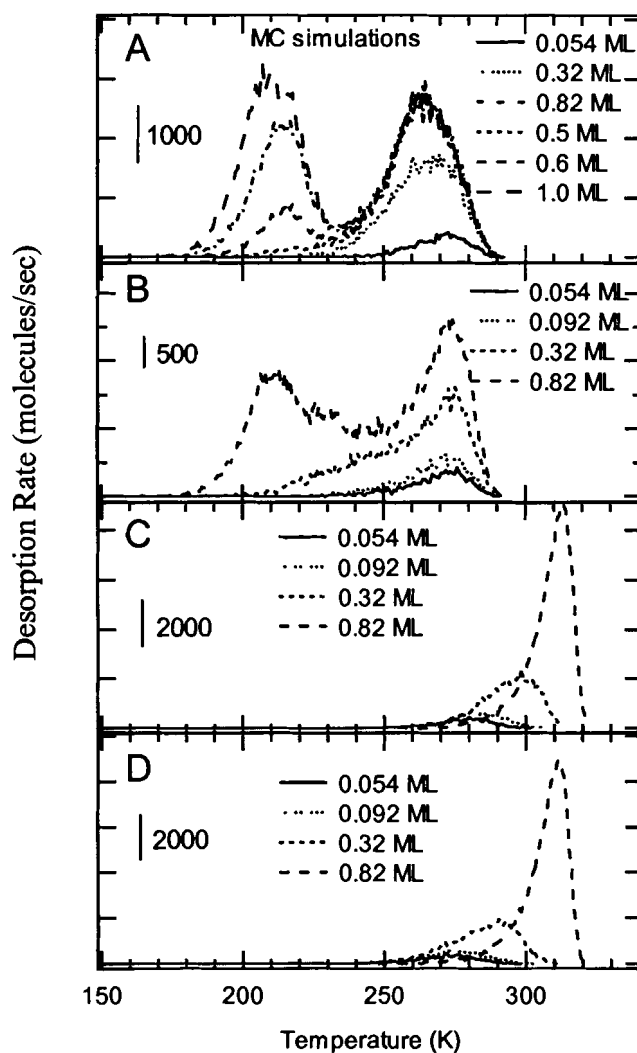 A
MC simulations
0.054 ML
0.32 ML
0.82 ML
0.5 ML
0.6 ML
1.0 ML
1000
B
0.054 ML
0.092 ML
0.32 ML
0.82 ML
500
C
0.054 ML
0.092 ML
0.32 ML
0.82 ML
2000
D
0.054 ML
0.092 ML
0.32 ML
0.82 ML
2000
Desorption Rate (molecules/sec)
150 200 250 300
Temperature (K)